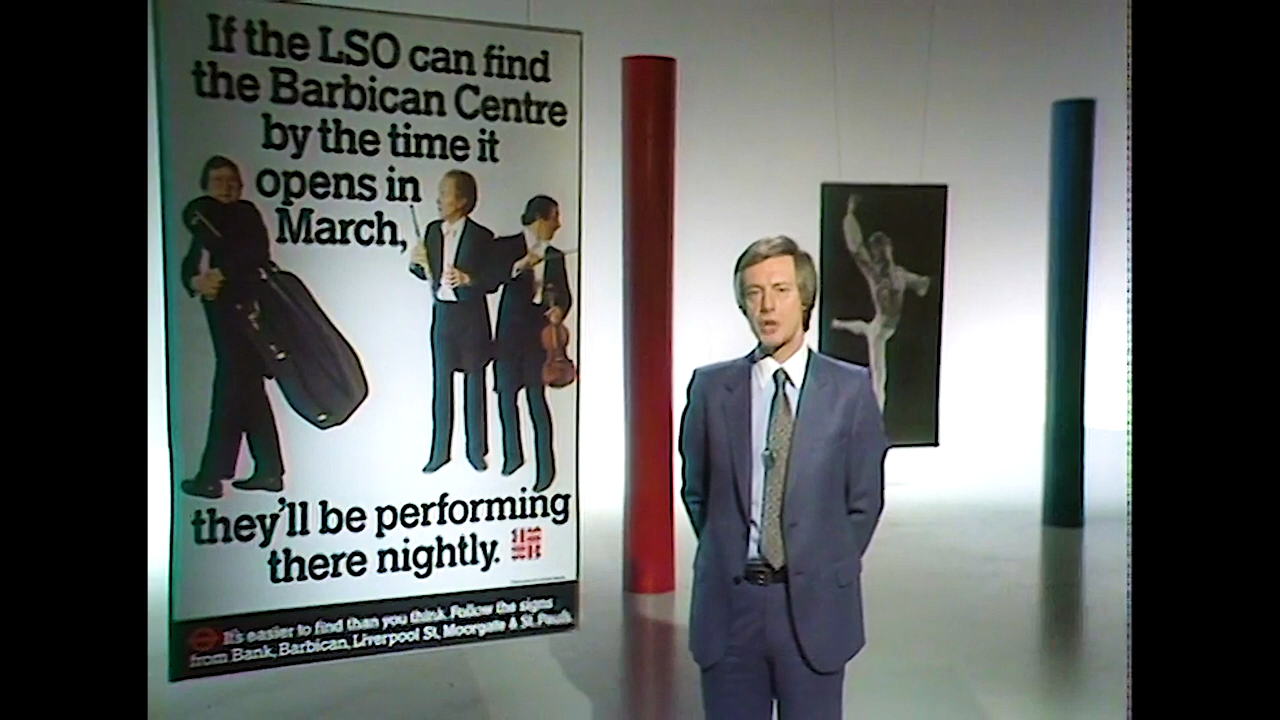 If the LSO can find
the Barbican Centre
by the time it
opens in
March,
they'll be performing
there nightly.
It's easier to find than you think. Follow the signs
from Bank, Barbican, Liverpool St, Moorgate & St. Paul's.